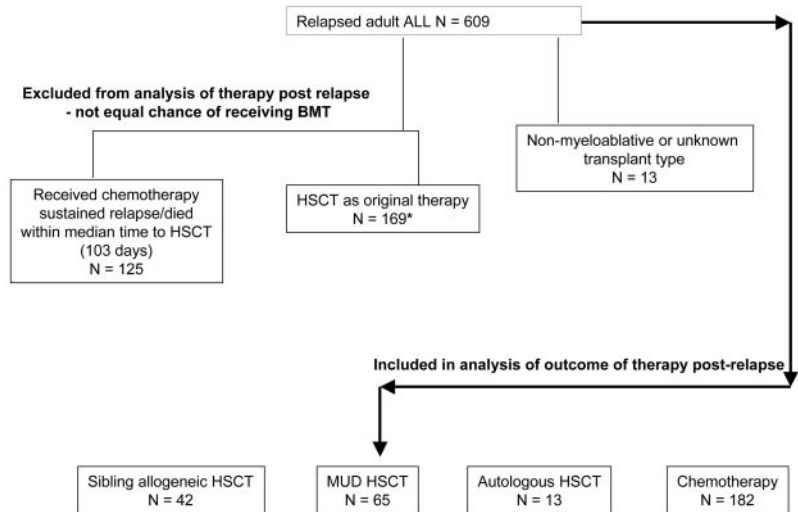 Relapsed adult ALL N = 609
Excluded from analysis of therapy post relapse
- not equal chance of receiving BMT
Non-myeloablative or unknown
transplant type
N = 13
Received chemotherapy
sustained relapse/died
within median time to HSCT
(103 days)
N = 125
HSCT as original therapy
N = 169*
Included in analysis of outcome of therapy post-relapse
Sibling allogeneic HSCT
N = 42
MUD HSCT
N = 65
Autologous HSCT
N = 13
Chemotherapy
N = 182